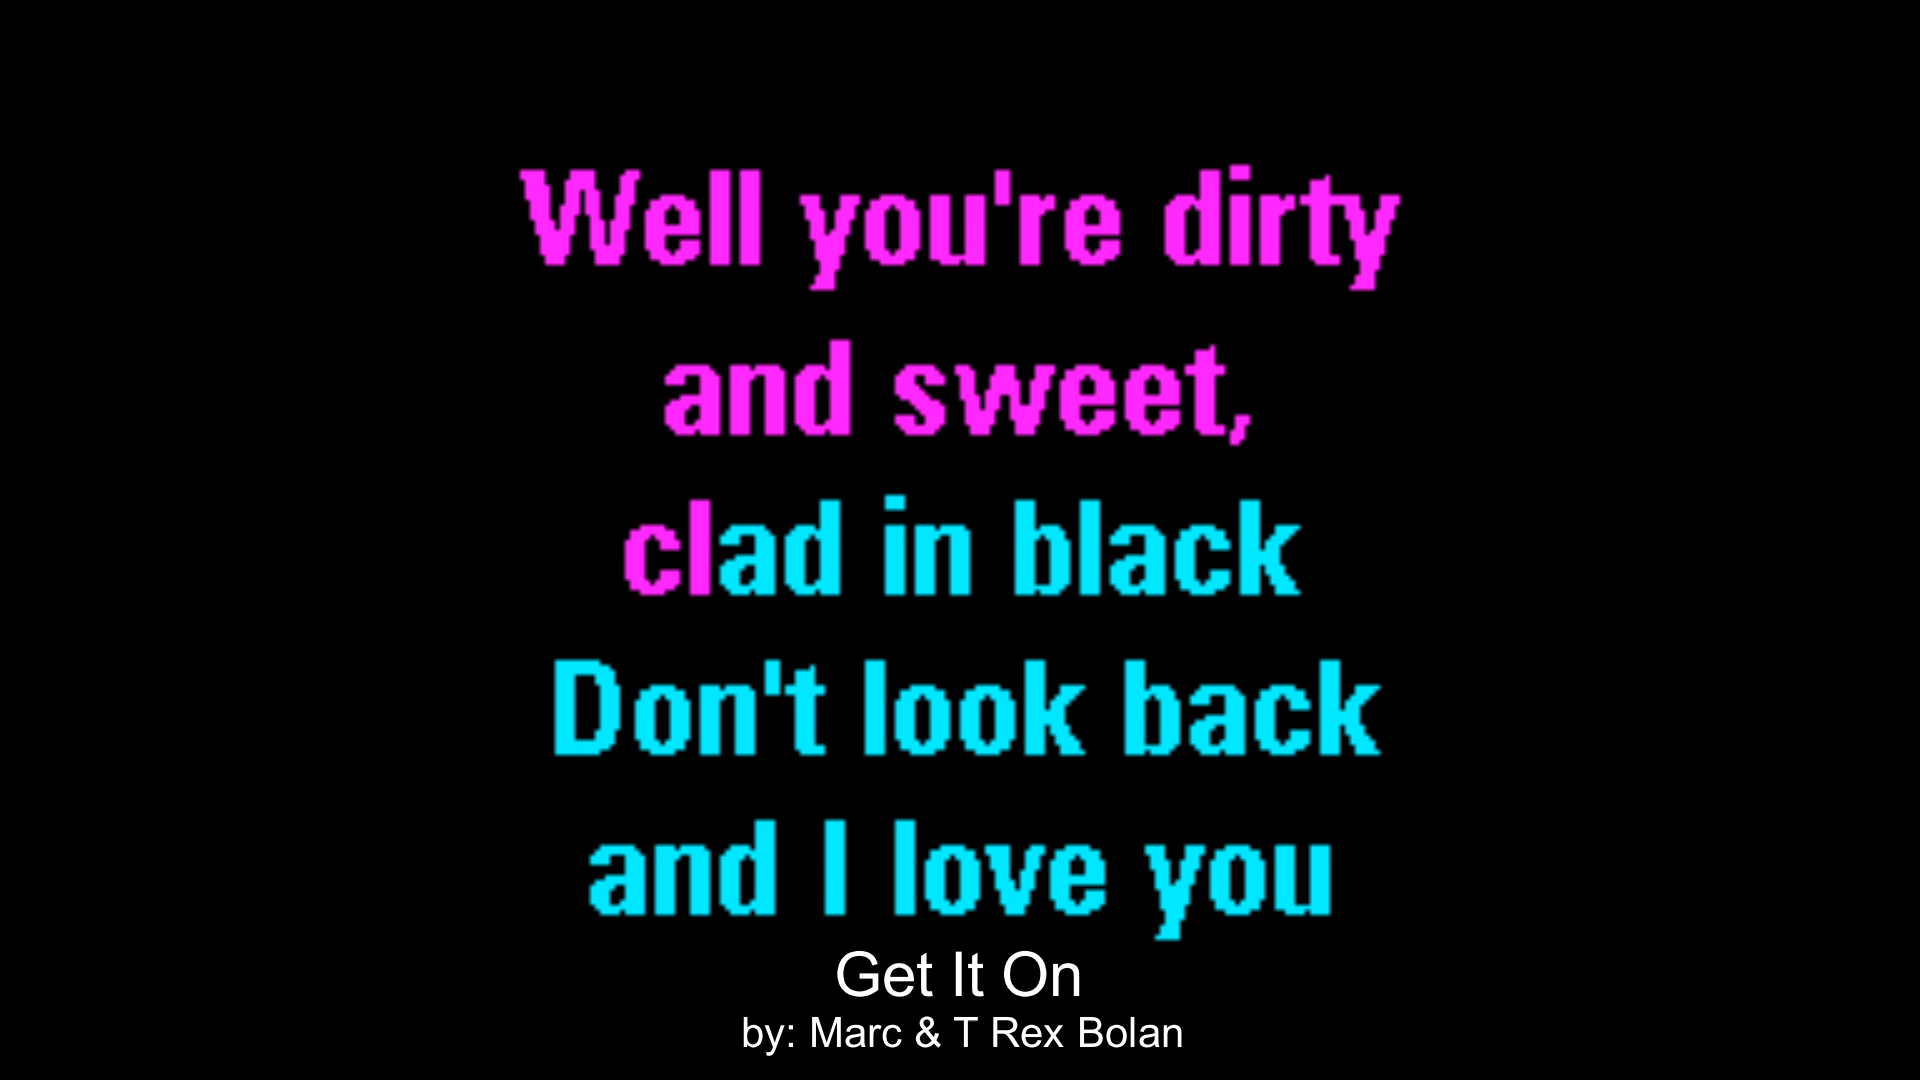 Well you're dirty
and sweet,
clad in black
Don't look back
and I love you
Get It On
by: Marc & T Rex Bolan